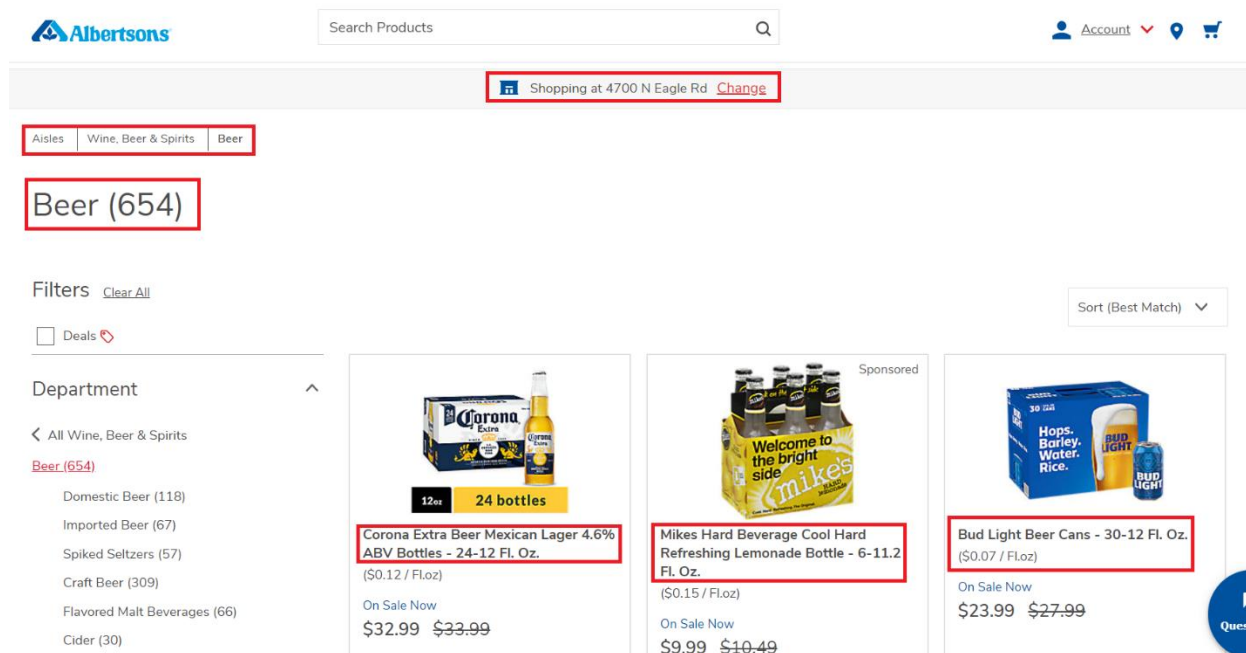 Albertsons
Search Products
Account
Shopping at 4700 N Eagle Rd Change
Aisles Wine, Beer & Spirits Beer
Beer (654)
Filters Clear All
Sort (Best Match)
Deals
Department
All Wine, Beer & Spirits
Beer (654)
Domestic Beer (118)
Imported Beer (67)
Spiked Seltzers (57)
Craft Beer (309)
Flavored Malt Beverages (66)
Cider (30)
Corona
Extra
12oz 24 bottles
Corona Extra Beer Mexican Lager 4.6%
ABV Bottles - 24-12 Fl. Oz.
($0.12 / Fl.oz)
On Sale Now
$32.99 $33.99
Sponsored
Welcome to
the bright
side
mike's
HARD
lemonade
Mikes Hard Beverage Cool Hard
Refreshing Lemonade Bottle - 6-11.2
Fl. Oz.
($0.15 / Fl.oz)
On Sale Now
$9.99 $10.49
30
Hops.
Barley.
Water.
Rice.
BUD
LIGHT
BUD
LIGHT
Bud Light Beer Cans - 30-12 Fl. Oz.
($0.07 / Fl.oz)
On Sale Now
$23.99 $27.99